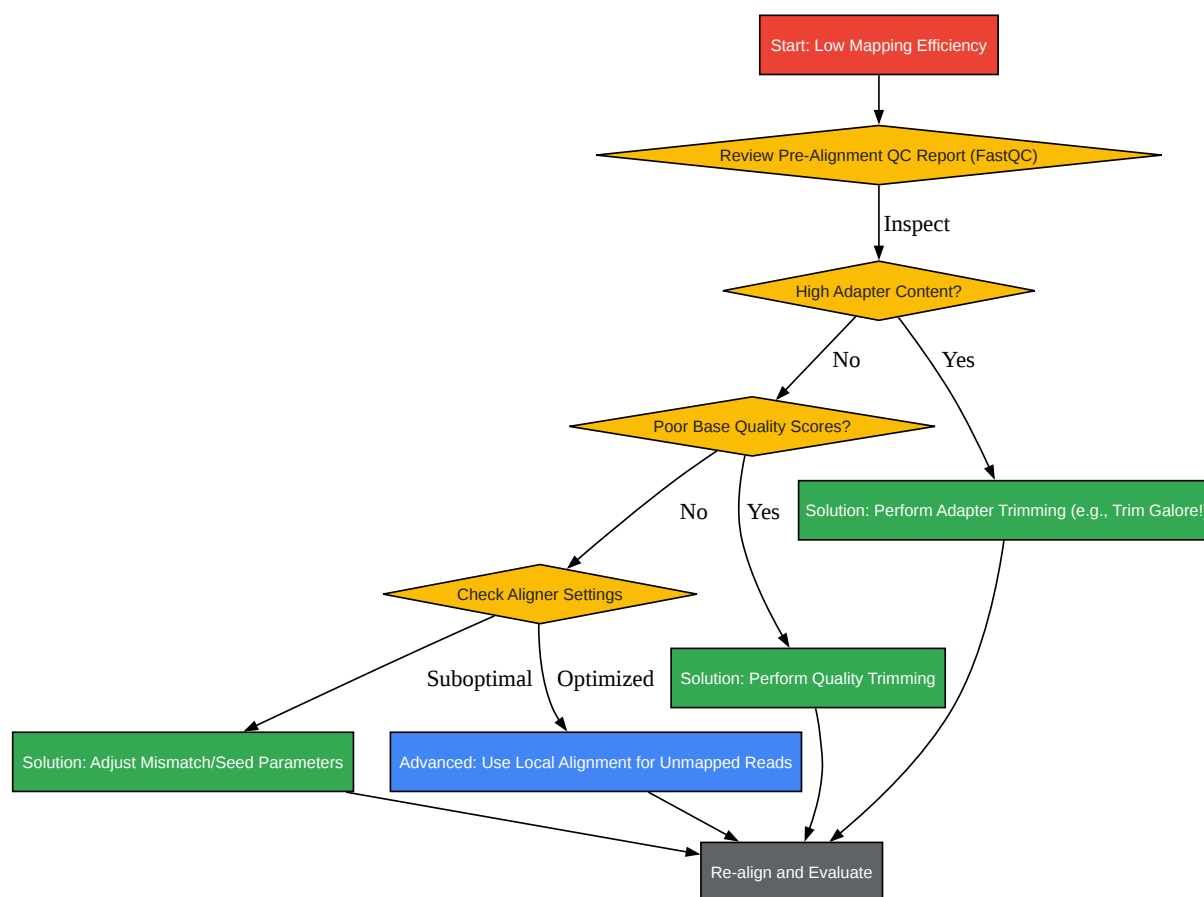 Start: Low Mapping Efficiency
Review Pre-Alignment QC Report (FastQC)
Inspect
High Adapter Content?
No
Yes
Poor Base Quality Scores?
No
Yes
Solution: Perform Adapter Trimming (e.g., Trim Galore!
Check Aligner Settings
Suboptimal
Optimized
Solution: Perform Quality Trimming
Solution: Adjust Mismatch/Seed Parameters
Advanced: Use Local Alignment for Unmapped Reads
Re-align and Evaluate